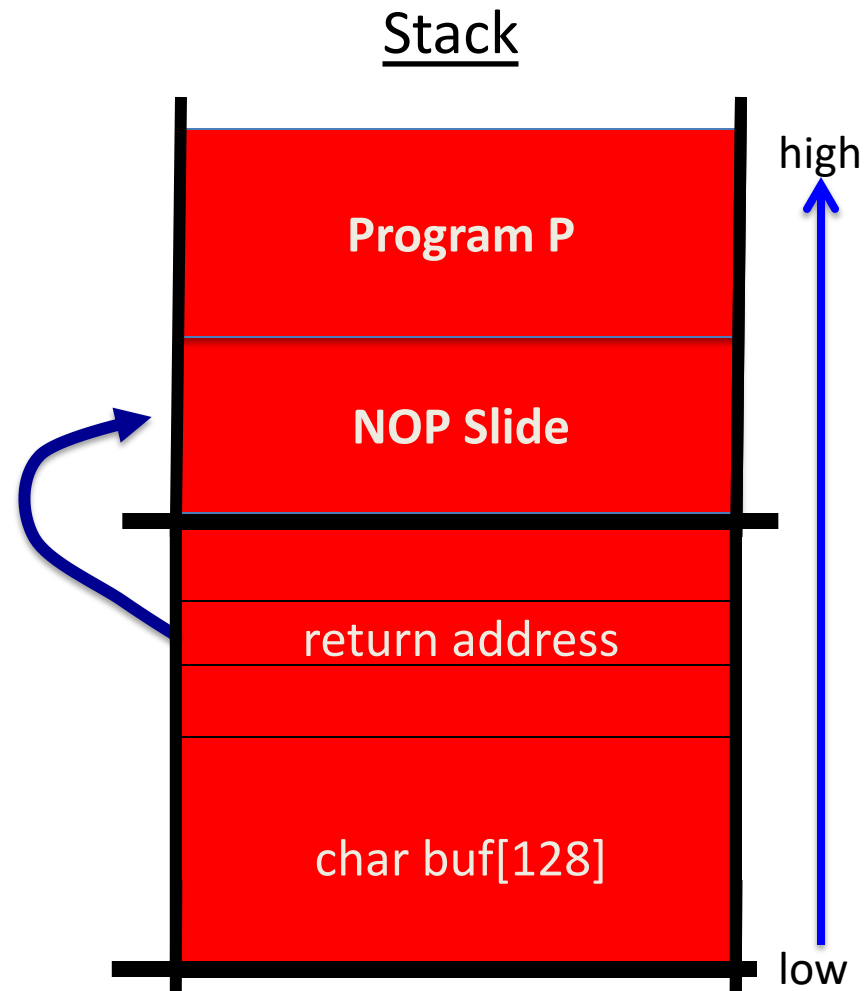 Stack
high
Program P
NOP Slide
return address
char buf[128]
low